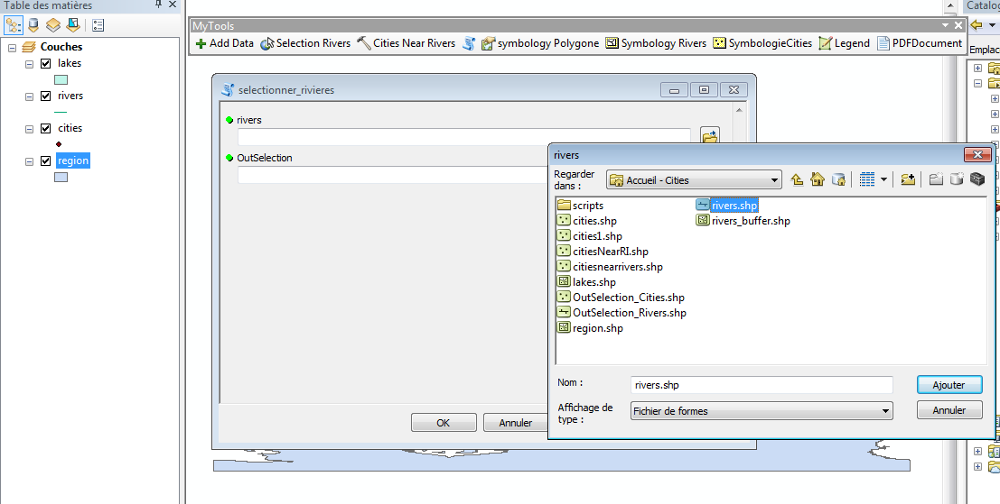 Table des matières
Catalog
MyTools
Add Data Selection Rivers Cities Near Rivers symbology Polygone Symbology Rivers SymbologieCities Legend PDFDocument
Couches
lakes
rivers
cities
region
Emplac
selectionner_rivieres
rivers
OutSelection
OK
Annuler
rivers
Regarder dans :
Accueil - Cities
scripts
cities.shp
cities1.shp
citiesNearRI.shp
citiesnearrivers.shp
lakes.shp
OutSelection_Cities.shp
OutSelection_Rivers.shp
region.shp
rivers.shp
rivers_buffer.shp
Nom :
rivers.shp
Ajouter
Affichage de type :
Fichier de formes
Annuler